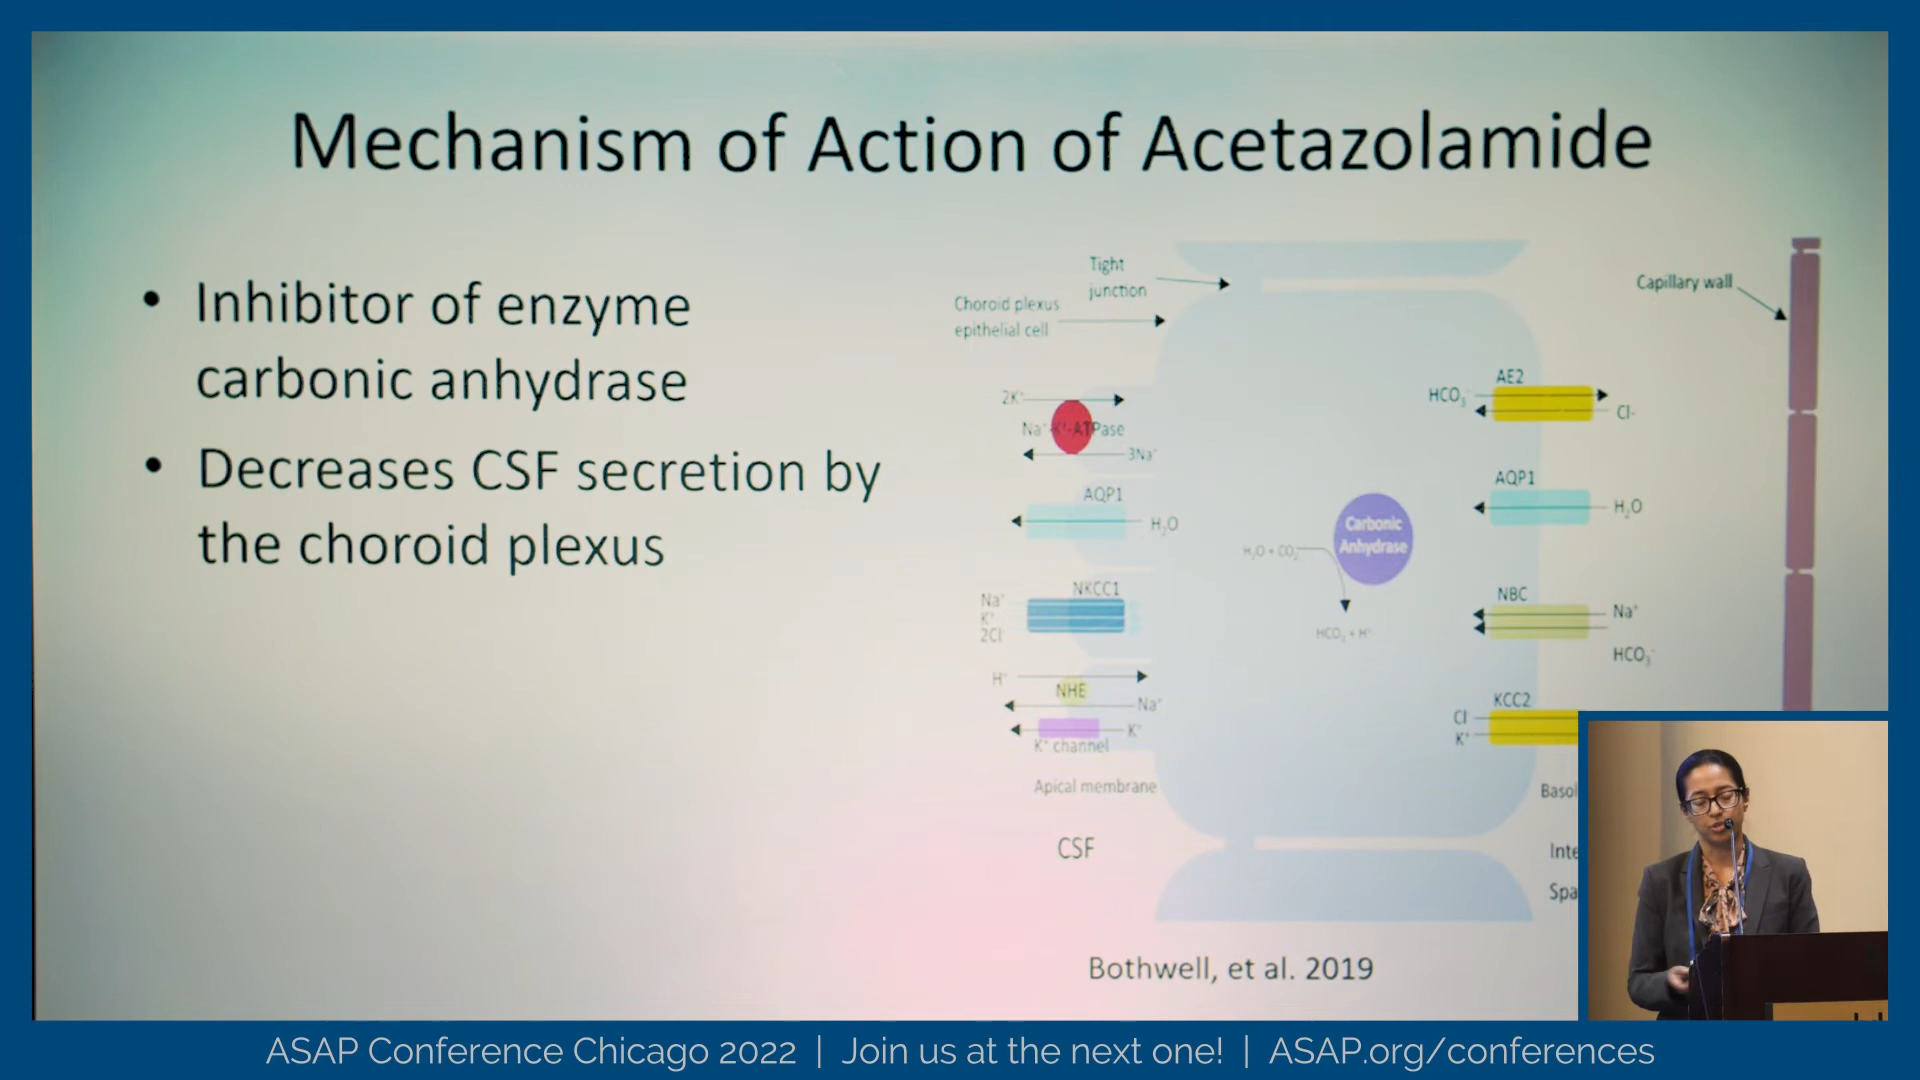 Mechanism of Action of Acetazolamide
• Inhibitor of enzyme
carbonic anhydrase
• Decreases CSF secretion by
the choroid plexus
Tight
junction
Choroid plexus
epithelial cell
Capillary wall
2K⁺
Na⁺-K⁺-ATPase
3Na⁺
AQP1
H₂O
NKCC1
Na⁺
K⁺
2Cl⁻
H⁺
NHE
Na⁺
K⁺
K⁺ channel
Apical membrane
CSF
H₂O + CO₂
Carbonic
Anhydrase
HCO₃ + H⁺
AE2
HCO₃⁻
Cl-
AQP1
H₂O
NBC
Na⁺
HCO₃⁻
KCC2
Cl
K⁺
Basol
Inte
Spa
Bothwell, et al. 2019
ASAP Conference Chicago 2022 | Join us at the next one! | ASAP.org/conferences